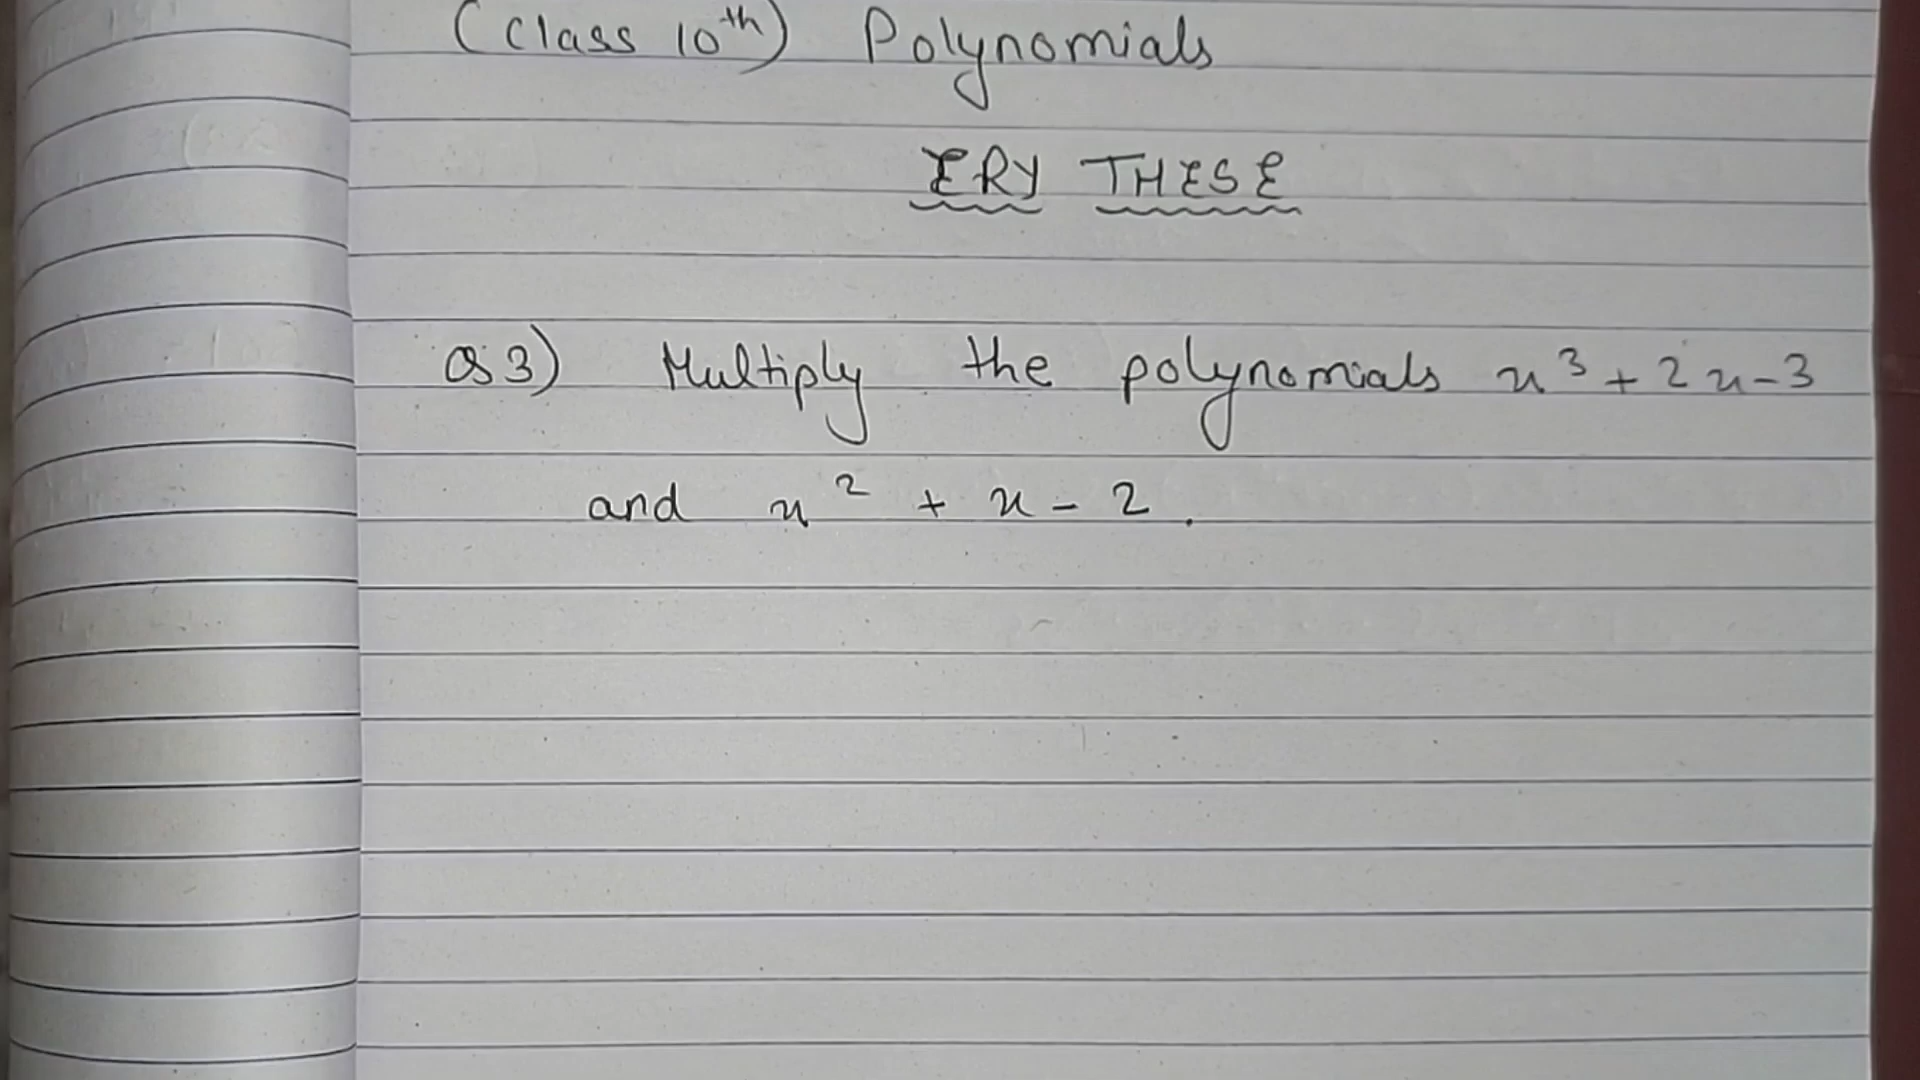 (Class 10th) Polynomials
TRY THESE
Q3) Multiply the polynomials x³ + 2x - 3
and x² + x - 2.